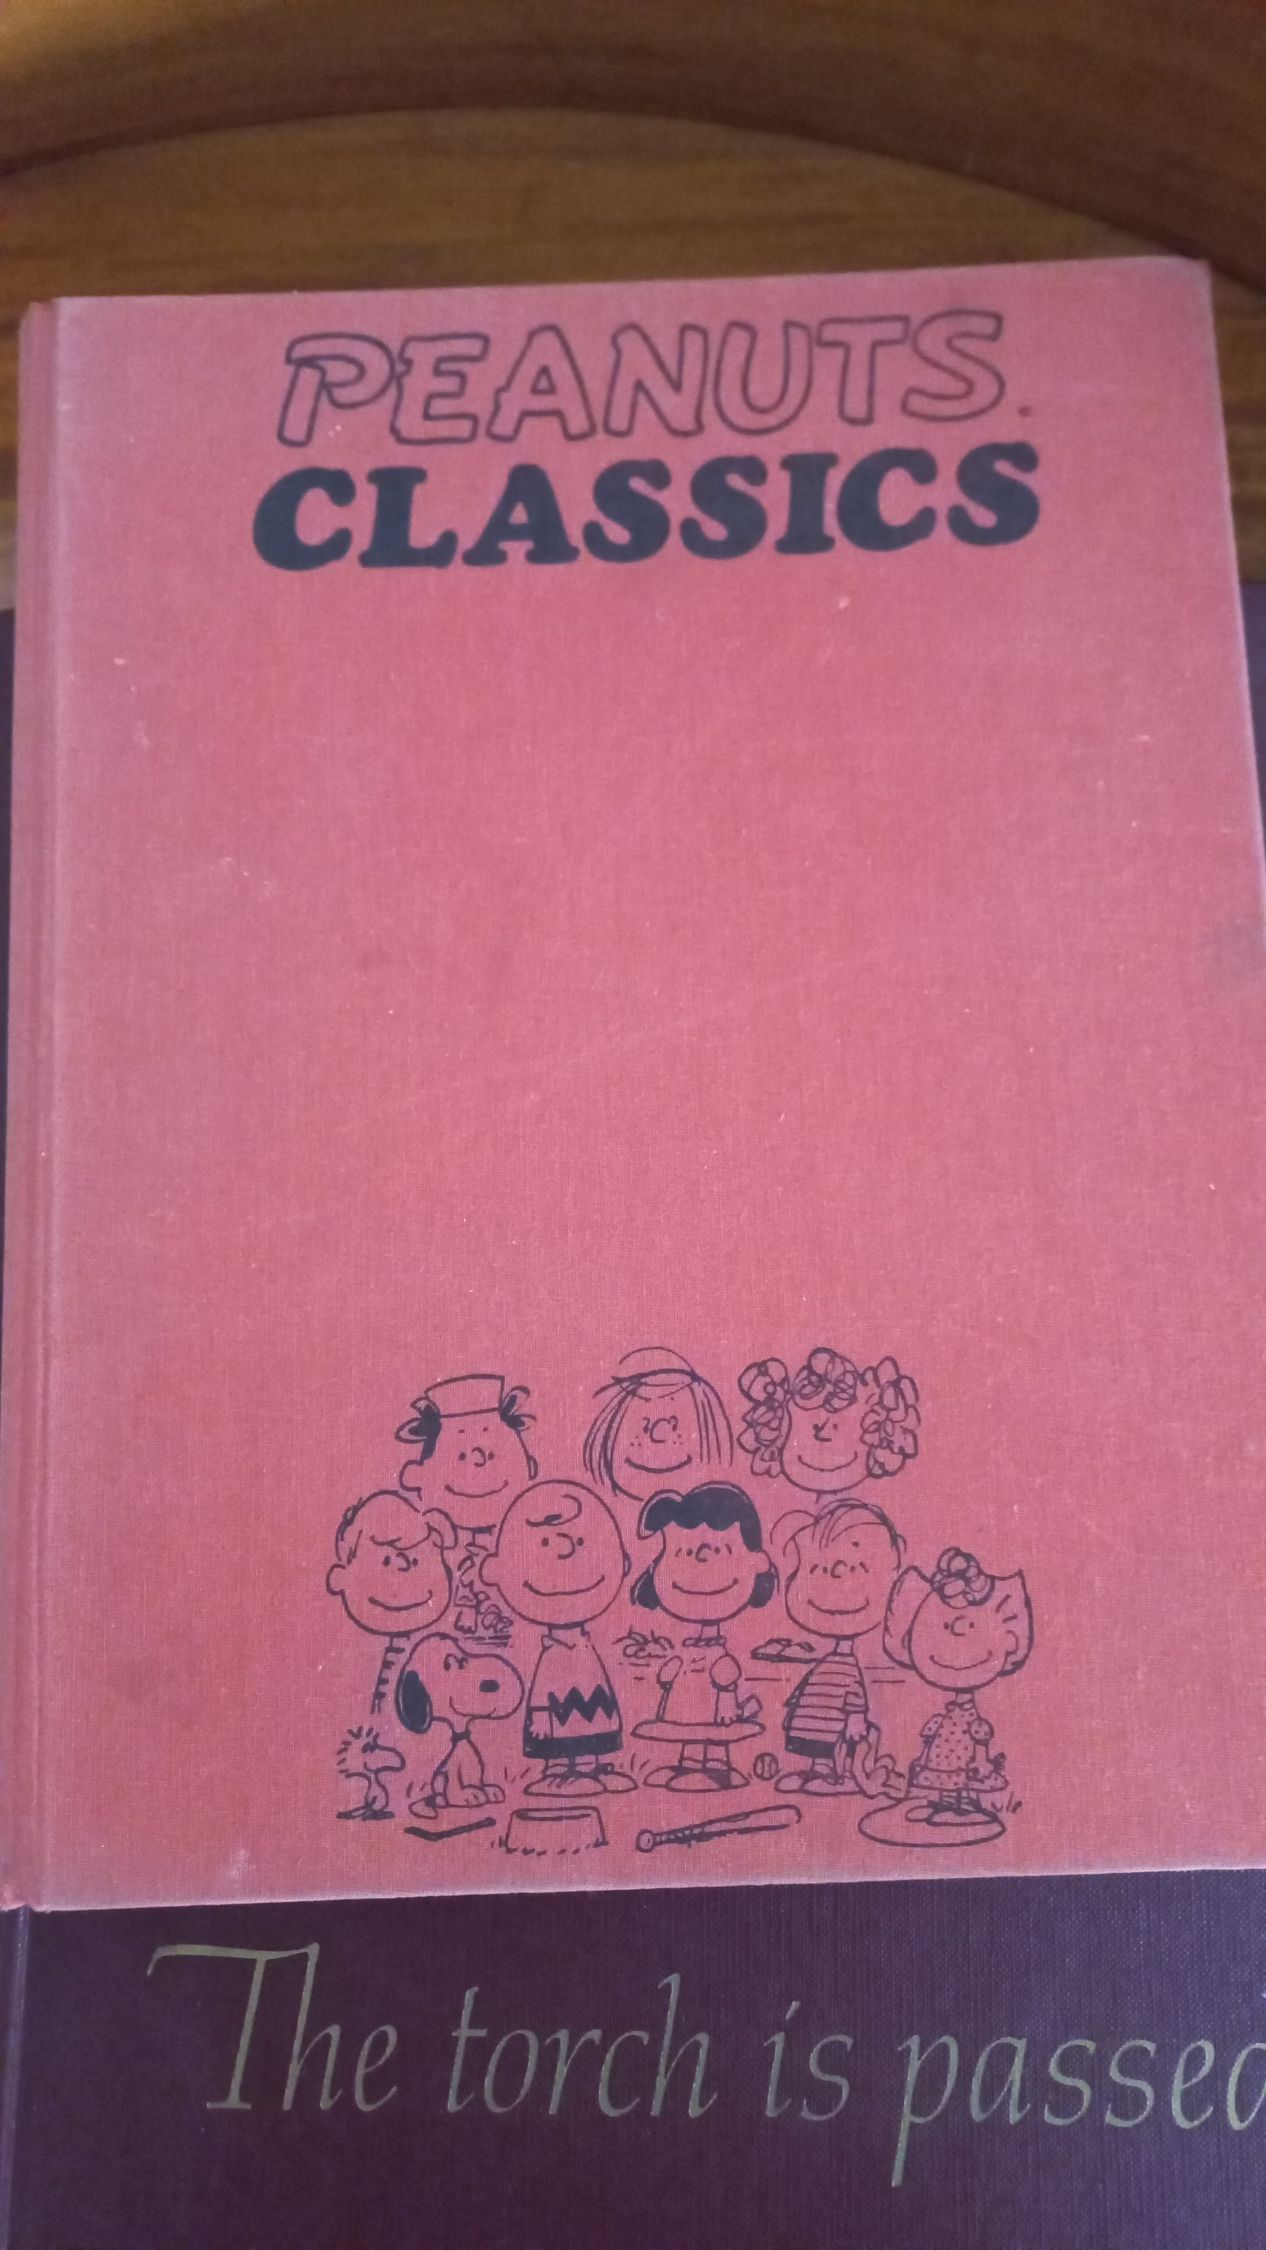 PEANUTS.
CLASSICS
The torch is passed